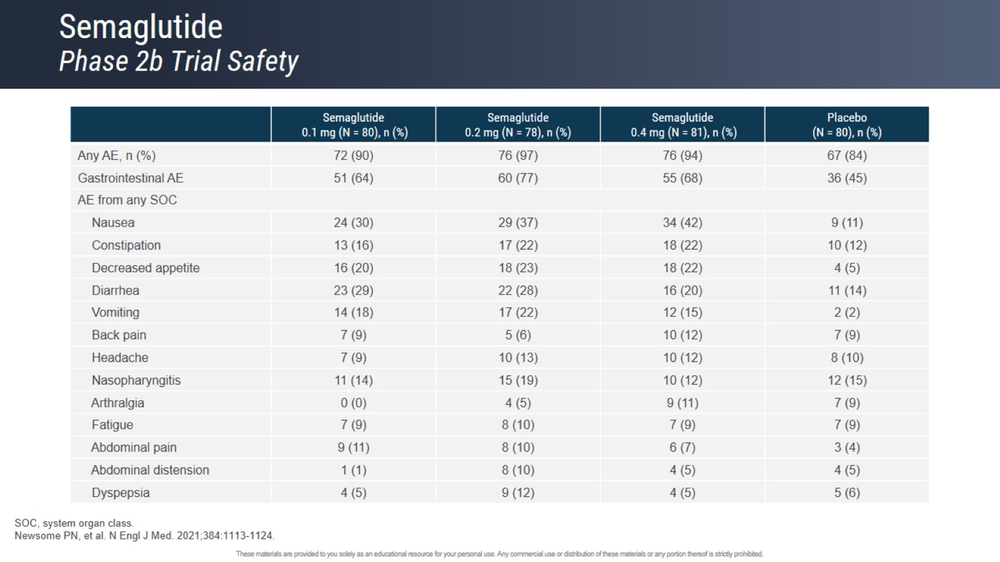 Semaglutide
Phase 2b Trial Safety
Semaglutide 0.1 mg (N = 80), n (%) Semaglutide 0.2 mg (N = 78), n (%) Semaglutide 0.4 mg (N = 81), n (%) Placebo (N = 80), n (%)
Any AE, n (%) 72 (90) 76 (97) 76 (94) 67 (84)
Gastrointestinal AE 51 (64) 60 (77) 55 (68) 36 (45)
AE from any SOC
Nausea 24 (30) 29 (37) 34 (42) 9 (11)
Constipation 13 (16) 17 (22) 18 (22) 10 (12)
Decreased appetite 16 (20) 18 (23) 18 (22) 4 (5)
Diarrhea 23 (29) 22 (28) 16 (20) 11 (14)
Vomiting 14 (18) 17 (22) 12 (15) 2 (2)
Back pain 7 (9) 5 (6) 10 (12) 7 (9)
Headache 7 (9) 10 (13) 10 (12) 8 (10)
Nasopharyngitis 11 (14) 15 (19) 10 (12) 12 (15)
Arthralgia 0 (0) 4 (5) 9 (11) 7 (9)
Fatigue 7 (9) 8 (10) 7 (9) 7 (9)
Abdominal pain 9 (11) 8 (10) 6 (7) 3 (4)
Abdominal distension 1 (1) 8 (10) 4 (5) 4 (5)
Dyspepsia 4 (5) 9 (12) 4 (5) 5 (6)
SOC, system organ class.
Newsome PN, et al. N Engl J Med. 2021;384:1113-1124.
These materials are provided to you solely as an educational resource for your personal use. Any commercial use or distribution of these materials or any portion thereof is strictly prohibited.